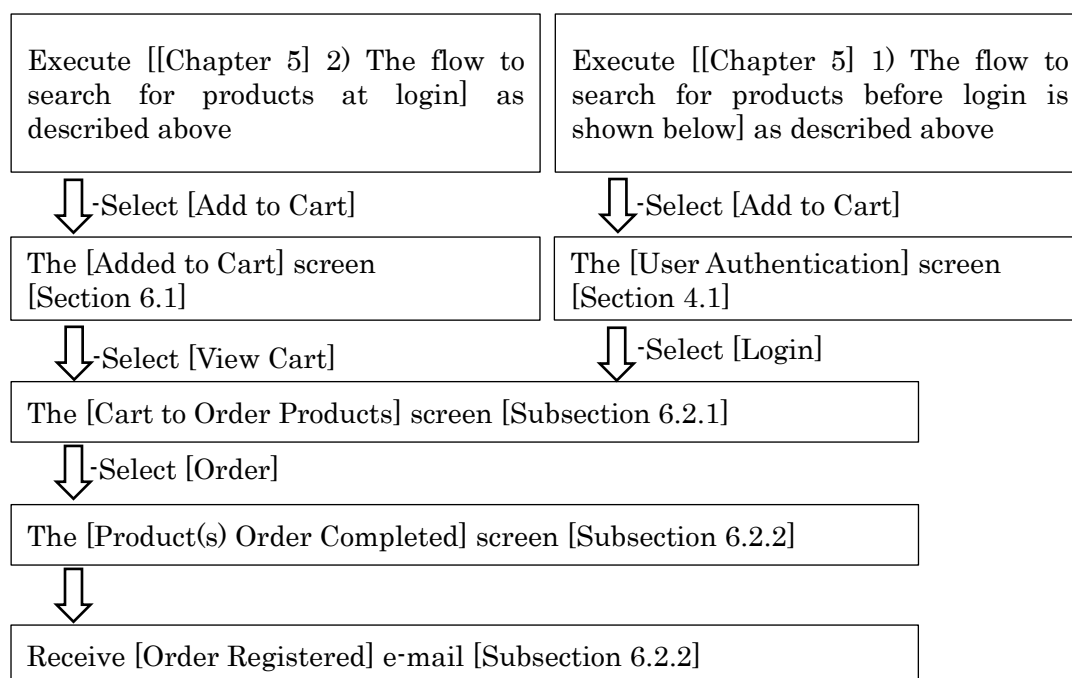 Execute [[Chapter 5] 2) The flow to
search for products at login] as
described above
Execute [[Chapter 5] 1) The flow to
search for products before login is
shown below] as described above
-Select [Add to Cart]
-Select [Add to Cart]
The [Added to Cart] screen
[Section 6.1]
The [User Authentication] screen
[Section 4.1]
-Select [View Cart]
-Select [Login]
The [Cart to Order Products] screen [Subsection 6.2.1]
-Select [Order]
The [Product(s) Order Completed] screen [Subsection 6.2.2]
Receive [Order Registered] e-mail [Subsection 6.2.2]